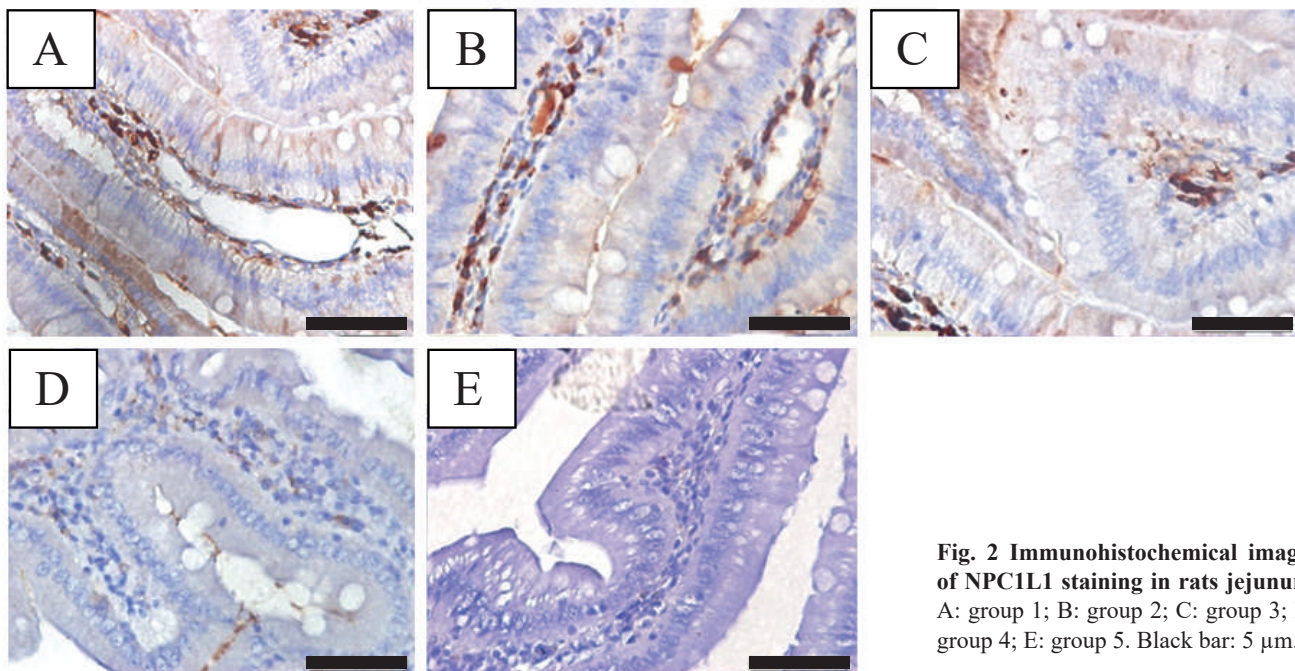 A
B
C
D
E
Fig. 2 Immunohistochemical imag
of NPC1L1 staining in rats jejunu
A: group 1; B: group 2; C: group 3;
group 4; E: group 5. Black bar: 5 µm.